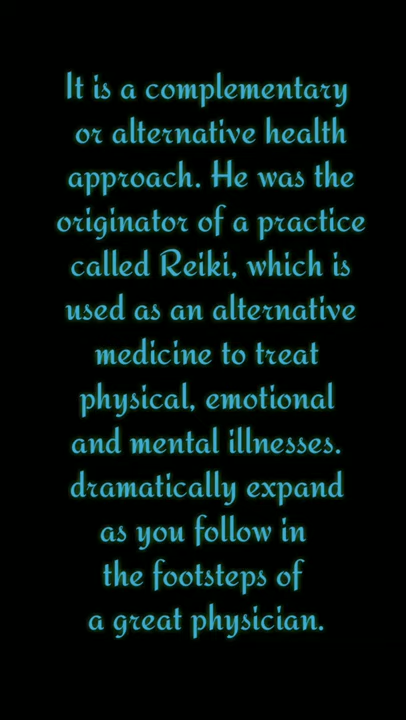 It is a complementary
or alternative health
approach. He was the
originator of a practice
called Reiki, which is
used as an alternative
medicine to treat
physical, emotional
and mental illnesses.
dramatically expand
as you follow in
the footsteps of
a great physician.